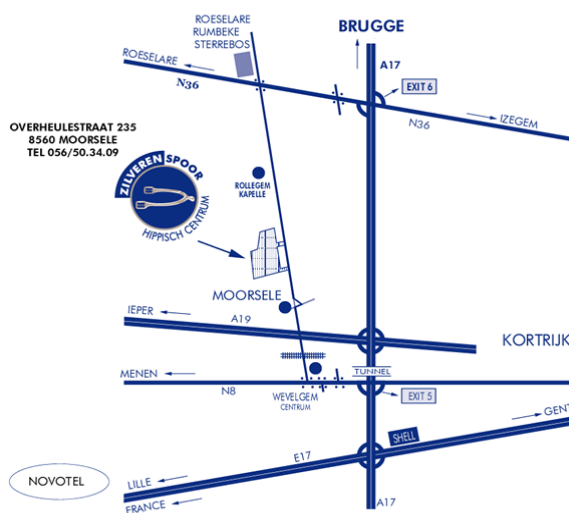 ROESELARE
RUMBEKE
STERREBOS
BRUGGE
ROESELARE
N36
A17
EXIT 6
N36
IZEGEM
OVERHEULESTRAAT 235
8560 MOORSELE
TEL 056/50.34.09
ZILVEREN SPOOR
HIPPISCH CENTRUM
ROLLEGEM
KAPELLE
MOORSELE
IEPER
A19
KORTRIJK
MENEN
N8
TUNNEL
WEVELGEM
CENTRUM
EXIT 5
GENT
SHELL
E17
NOVOTEL
LILLE
FRANCE
A17